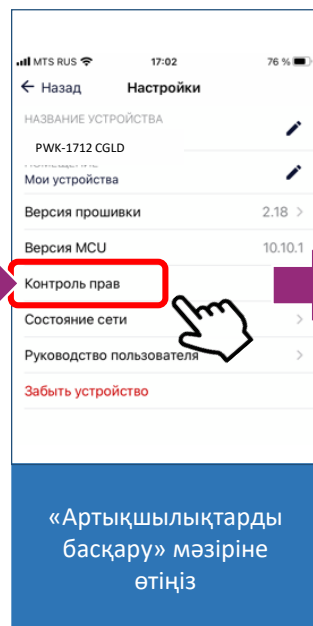 MTS RUS 17:02 76 %
← Назад Настройки
НАЗВАНИЕ УСТРОЙСТВА
PWK-1712 CGLD
Мои устройства
Версия прошивки 2.18 >
Версия MCU 10.10.1
Контроль прав
Состояние сети >
Руководство пользователя >
Забыть устройство
«Артықшылықтарды
басқару» мәзіріне
өтіңіз